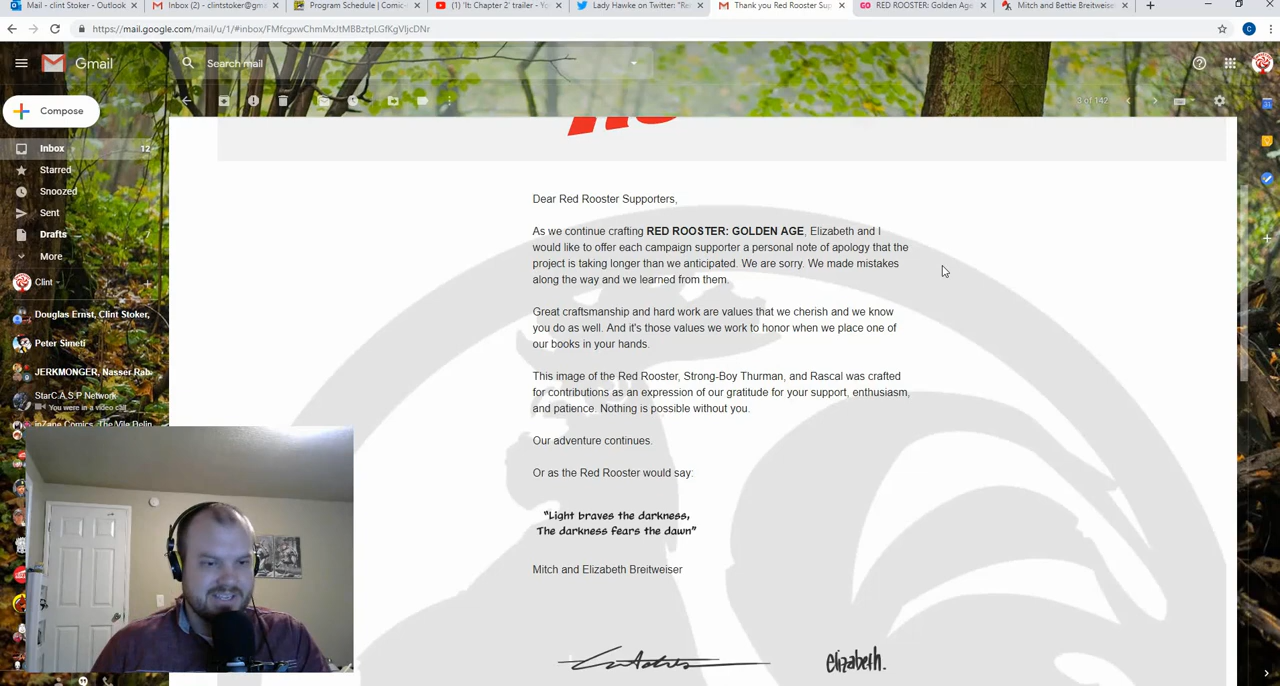 Mail - clint Stoker - Outlook
Inbox (2) - clintstoker@gm
Program Schedule | Comic-
(1) 'It: Chapter 2' trailer -
Lady Hawke on Twitter: "Re
Thank you Red Rooster Sup
RED ROOSTER: Golden Ag
Mitch and Bettie Breitweise
Gmail
Search mail
3 of 142
Compose
Inbox 12
Starred
Snoozed
Sent
Drafts 7
More
Clint
Douglas Ernst, Clint Stoker,
Peter Simeti
JERKMONGER, Nasser Rab
StarC.A.S.P Network
You were in a video call
Dear Red Rooster Supporters,
As we continue crafting RED ROOSTER: GOLDEN AGE, Elizabeth and I
would like to offer each campaign supporter a personal note of apology that the
project is taking longer than we anticipated. We are sorry. We made mistakes
along the way and we learned from them.
Great craftsmanship and hard work are values that we cherish and we know
you do as well. And it's those values we work to honor when we place one of
our books in your hands.
This image of the Red Rooster, Strong-Boy Thurman, and Rascal was crafted
for contributions as an expression of our gratitude for your support, enthusiasm,
and patience. Nothing is possible without you.
Our adventure continues.
Or as the Red Rooster would say:
"Light braves the darkness,
The darkness fears the dawn"
Mitch and Elizabeth Breitweiser
elizabeth.